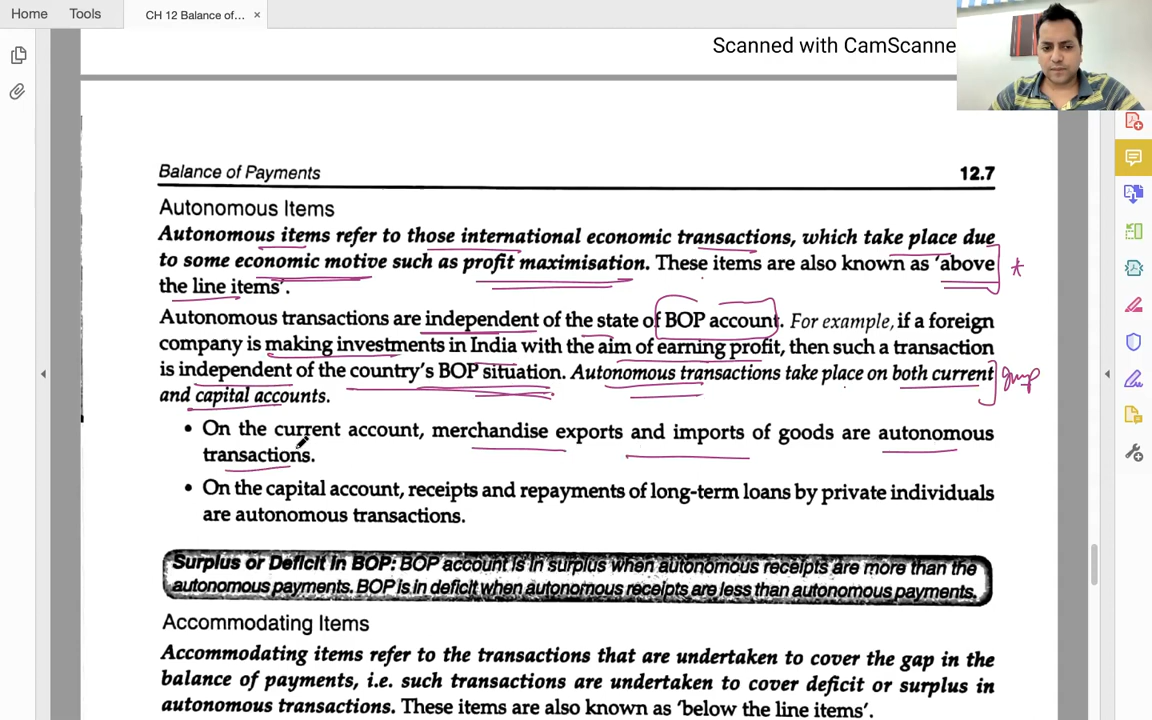 Home
Tools
CH 12 Balance of... ×
Scanned with CamScanne
Balance of Payments
12.7
Autonomous Items
Autonomous items refer to those international economic transactions, which take place due
to some economic motive such as profit maximisation. These items are also known as 'above
the line items'.
Autonomous transactions are independent of the state of BOP account. For example, if a foreign
company is making investments in India with the aim of earning profit, then such a transaction
is independent of the country's BOP situation. Autonomous transactions take place on both current
and capital accounts.
• On the current account, merchandise exports and imports of goods are autonomous
transactions.
• On the capital account, receipts and repayments of long-term loans by private individuals
are autonomous transactions.
Surplus or Deficit in BOP: BOP account is in surplus when autonomous receipts are more than the
autonomous payments. BOP is in deficit when autonomous receipts are less than autonomous payments.
Accommodating Items
Accommodating items refer to the transactions that are undertaken to cover the gap in the
balance of payments, i.e. such transactions are undertaken to cover deficit or surplus in
autonomous transactions. These items are also known as 'below the line items'.